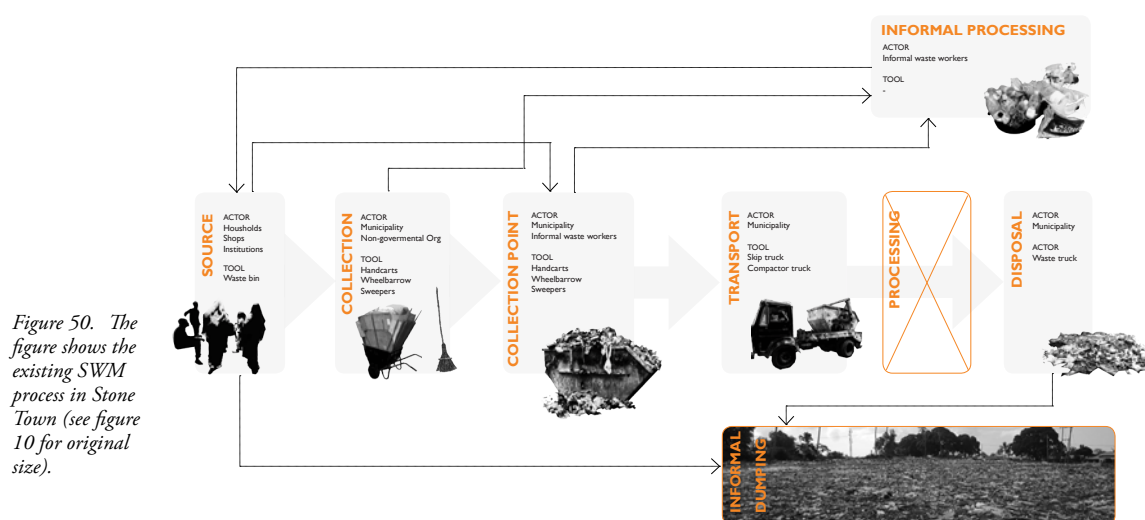 INFORMAL PROCESSING
ACTOR
Informal waste workers
TOOL
-
SOURCE
ACTOR
Housholds
Shops
Institutions
TOOL
Waste bin
COLLECTION
ACTOR
Municipality
Non-govermental Org
TOOL
Handcarts
Wheelbarrow
Sweepers
COLLECTION POINT
ACTOR
Municipality
Informal waste workers
TOOL
Handcarts
Wheelbarrow
Sweepers
TRANSPORT
ACTOR
Municipality
TOOL
Skip truck
Compactor truck
PROCESSING
DISPOSAL
ACTOR
Municipality
ACTOR
Waste truck
INFORMAL
DUMPING
Figure 50. The
figure shows the
existing SWM
process in Stone
Town (see figure
10 for original
size).